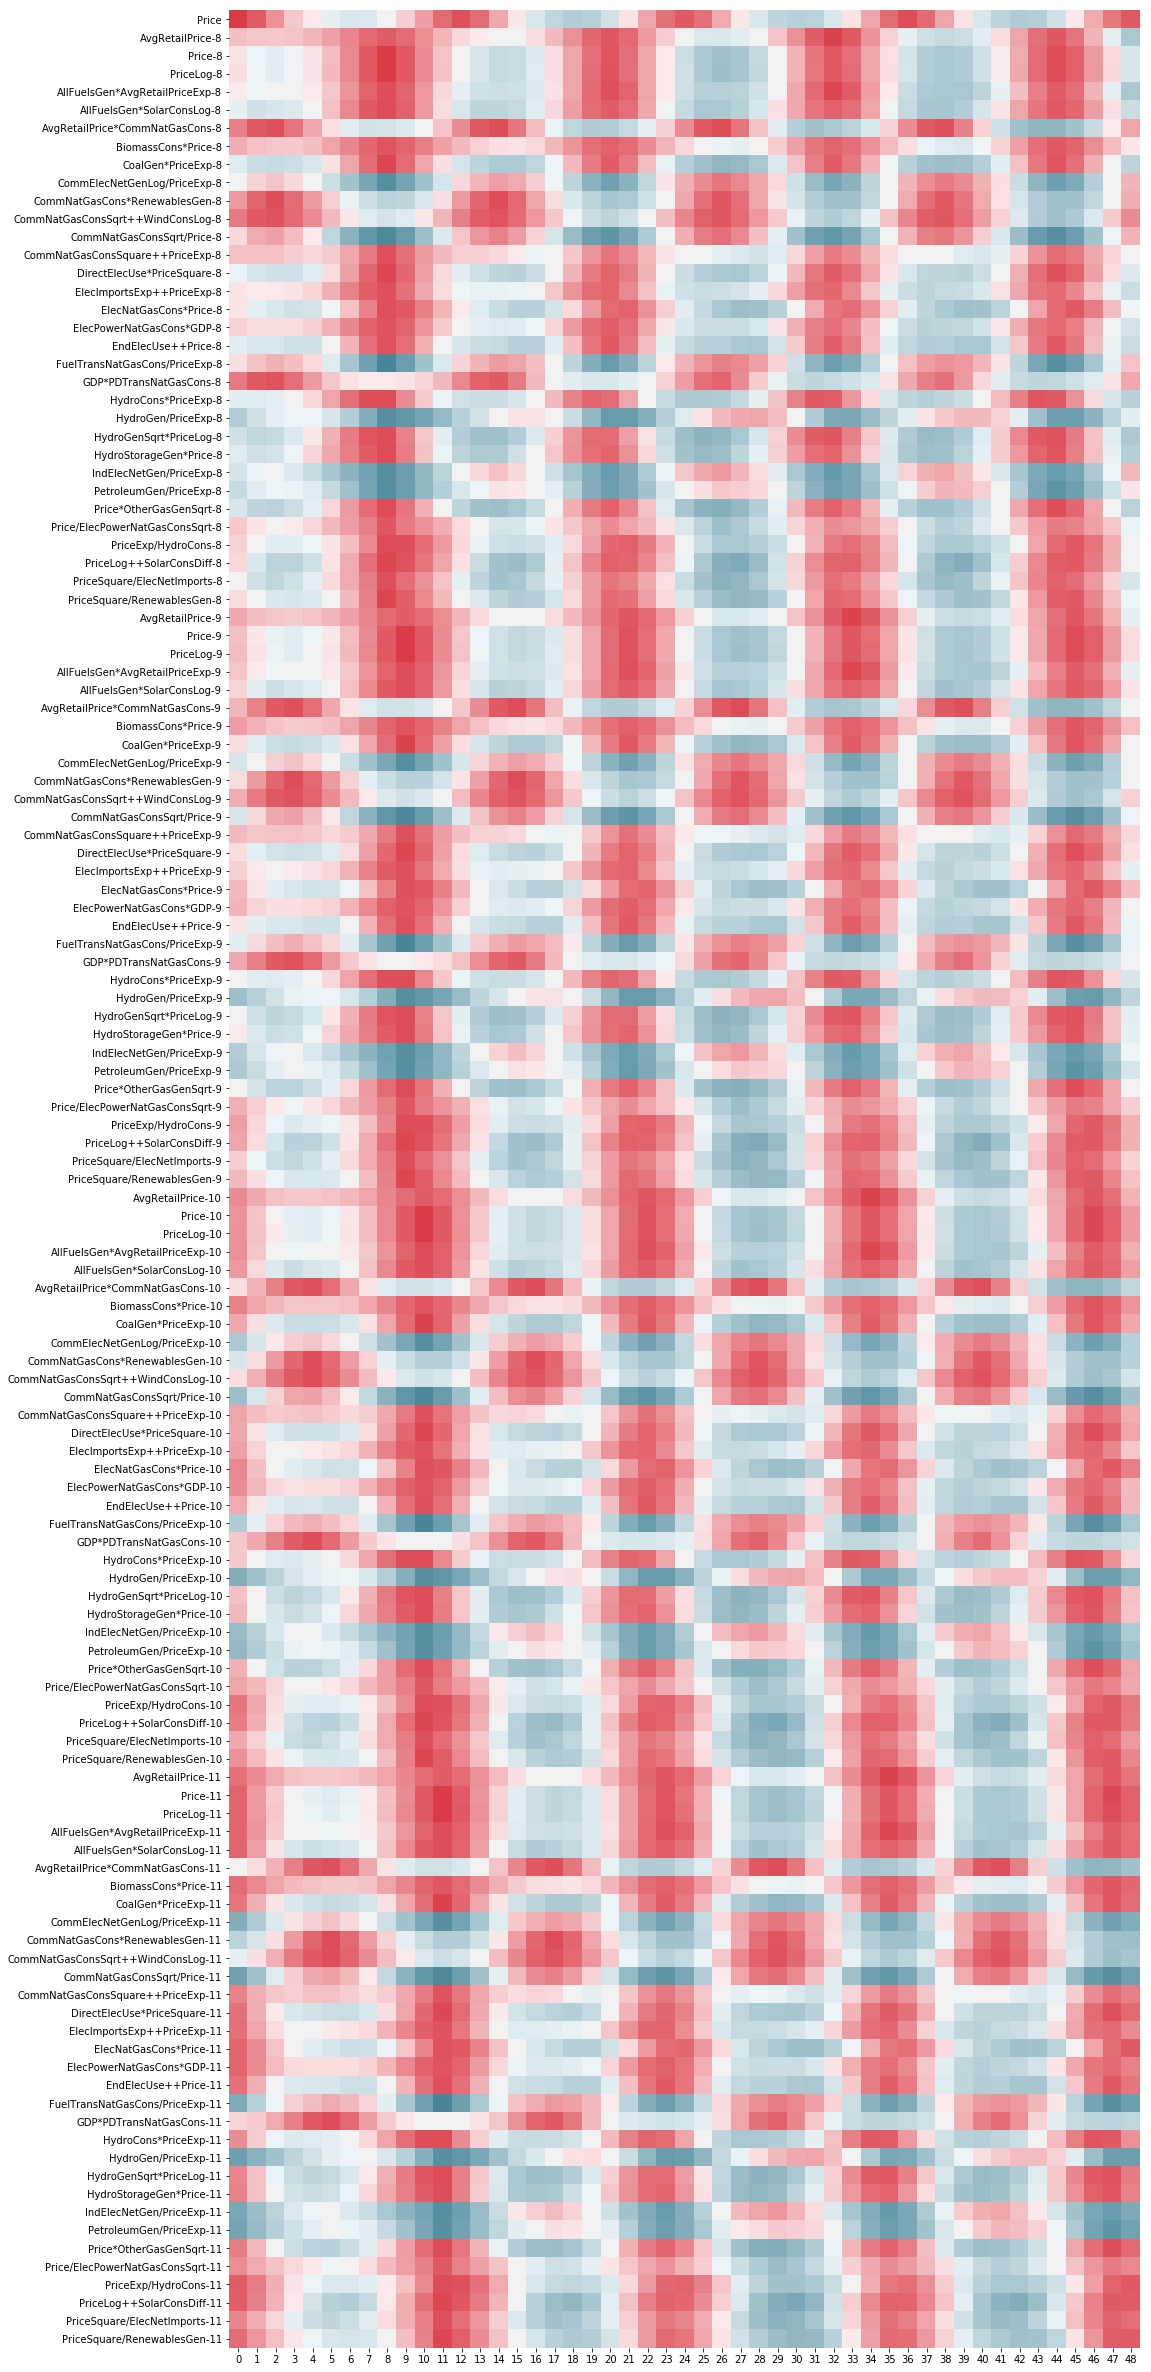 Price
AvgRetailPrice-8
Price-8
PriceLog-8
AllFuelsGen*AvgRetailPriceExp-8
AllFuelsGen*SolarConsLog-8
AvgRetailPrice*CommNatGasCons-8
BiomassCons*Price-8
CoalGen*PriceExp-8
CommElecNetGenLog/PriceExp-8
CommNatGasCons*RenewablesGen-8
CommNatGasConsSqrt++WindConsLog-8
CommNatGasConsSqrt/Price-8
CommNatGasConsSquare++PriceExp-8
DirectElecUse*PriceSquare-8
ElecImportsExp++PriceExp-8
ElecNatGasCons*Price-8
ElecPowerNatGasCons*GDP-8
EndElecUse++Price-8
FuelTransNatGasCons/PriceExp-8
GDP*PDTransNatGasCons-8
HydroCons*PriceExp-8
HydroGen/PriceExp-8
HydroGenSqrt*PriceLog-8
HydroStorageGen*Price-8
IndElecNetGen/PriceExp-8
PetroleumGen/PriceExp-8
Price*OtherGasGenSqrt-8
Price/ElecPowerNatGasConsSqrt-8
PriceExp/HydroCons-8
PriceLog++SolarConsDiff-8
PriceSquare/ElecNetImports-8
PriceSquare/RenewablesGen-8
AvgRetailPrice-9
Price-9
PriceLog-9
AllFuelsGen*AvgRetailPriceExp-9
AllFuelsGen*SolarConsLog-9
AvgRetailPrice*CommNatGasCons-9
BiomassCons*Price-9
CoalGen*PriceExp-9
CommElecNetGenLog/PriceExp-9
CommNatGasCons*RenewablesGen-9
CommNatGasConsSqrt++WindConsLog-9
CommNatGasConsSqrt/Price-9
CommNatGasConsSquare++PriceExp-9
DirectElecUse*PriceSquare-9
ElecImportsExp++PriceExp-9
ElecNatGasCons*Price-9
ElecPowerNatGasCons*GDP-9
EndElecUse++Price-9
FuelTransNatGasCons/PriceExp-9
GDP*PDTransNatGasCons-9
HydroCons*PriceExp-9
HydroGen/PriceExp-9
HydroGenSqrt*PriceLog-9
HydroStorageGen*Price-9
IndElecNetGen/PriceExp-9
PetroleumGen/PriceExp-9
Price*OtherGasGenSqrt-9
Price/ElecPowerNatGasConsSqrt-9
PriceExp/HydroCons-9
PriceLog++SolarConsDiff-9
PriceSquare/ElecNetImports-9
PriceSquare/RenewablesGen-9
AvgRetailPrice-10
Price-10
PriceLog-10
AllFuelsGen*AvgRetailPriceExp-10
AllFuelsGen*SolarConsLog-10
AvgRetailPrice*CommNatGasCons-10
BiomassCons*Price-10
CoalGen*PriceExp-10
CommElecNetGenLog/PriceExp-10
CommNatGasCons*RenewablesGen-10
CommNatGasConsSqrt++WindConsLog-10
CommNatGasConsSqrt/Price-10
CommNatGasConsSquare++PriceExp-10
DirectElecUse*PriceSquare-10
ElecImportsExp++PriceExp-10
ElecNatGasCons*Price-10
ElecPowerNatGasCons*GDP-10
EndElecUse++Price-10
FuelTransNatGasCons/PriceExp-10
GDP*PDTransNatGasCons-10
HydroCons*PriceExp-10
HydroGen/PriceExp-10
HydroGenSqrt*PriceLog-10
HydroStorageGen*Price-10
IndElecNetGen/PriceExp-10
PetroleumGen/PriceExp-10
Price*OtherGasGenSqrt-10
Price/ElecPowerNatGasConsSqrt-10
PriceExp/HydroCons-10
PriceLog++SolarConsDiff-10
PriceSquare/ElecNetImports-10
PriceSquare/RenewablesGen-10
AvgRetailPrice-11
Price-11
PriceLog-11
AllFuelsGen*AvgRetailPriceExp-11
AllFuelsGen*SolarConsLog-11
AvgRetailPrice*CommNatGasCons-11
BiomassCons*Price-11
CoalGen*PriceExp-11
CommElecNetGenLog/PriceExp-11
CommNatGasCons*RenewablesGen-11
CommNatGasConsSqrt++WindConsLog-11
CommNatGasConsSqrt/Price-11
CommNatGasConsSquare++PriceExp-11
DirectElecUse*PriceSquare-11
ElecImportsExp++PriceExp-11
ElecNatGasCons*Price-11
ElecPowerNatGasCons*GDP-11
EndElecUse++Price-11
FuelTransNatGasCons/PriceExp-11
GDP*PDTransNatGasCons-11
HydroCons*PriceExp-11
HydroGen/PriceExp-11
HydroGenSqrt*PriceLog-11
HydroStorageGen*Price-11
IndElecNetGen/PriceExp-11
PetroleumGen/PriceExp-11
Price*OtherGasGenSqrt-11
Price/ElecPowerNatGasConsSqrt-11
PriceExp/HydroCons-11
PriceLog++SolarConsDiff-11
PriceSquare/ElecNetImports-11
PriceSquare/RenewablesGen-11
0 1 2 3 4 5 6 7 8 9 10 11 12 13 14 15 16 17 18 19 20 21 22 23 24 25 26 27 28 29 30 31 32 33 34 35 36 37 38 39 40 41 42 43 44 45 46 47 48